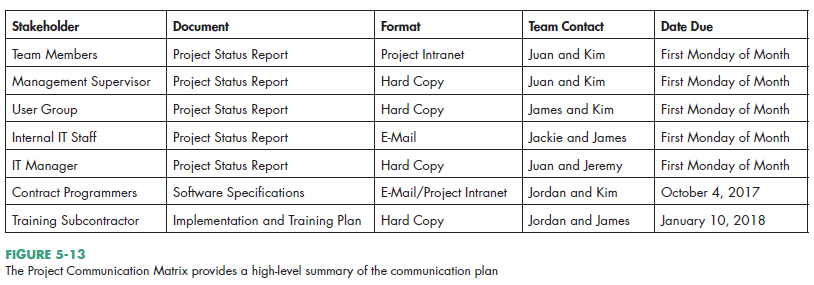 Stakeholder Document Format Team Contact Date Due
Team Members Project Status Report Project Intranet Juan and Kim First Monday of Month
Management Supervisor Project Status Report Hard Copy Juan and Kim First Monday of Month
User Group Project Status Report Hard Copy James and Kim First Monday of Month
Internal IT Staff Project Status Report E-Mail Jackie and James First Monday of Month
IT Manager Project Status Report Hard Copy Juan and Jeremy First Monday of Month
Contract Programmers Software Specifications E-Mail/Project Intranet Jordan and Kim October 4, 2017
Training Subcontractor Implementation and Training Plan Hard Copy Jordan and James January 10, 2018
FIGURE 5-13
The Project Communication Matrix provides a high-level summary of the communication plan